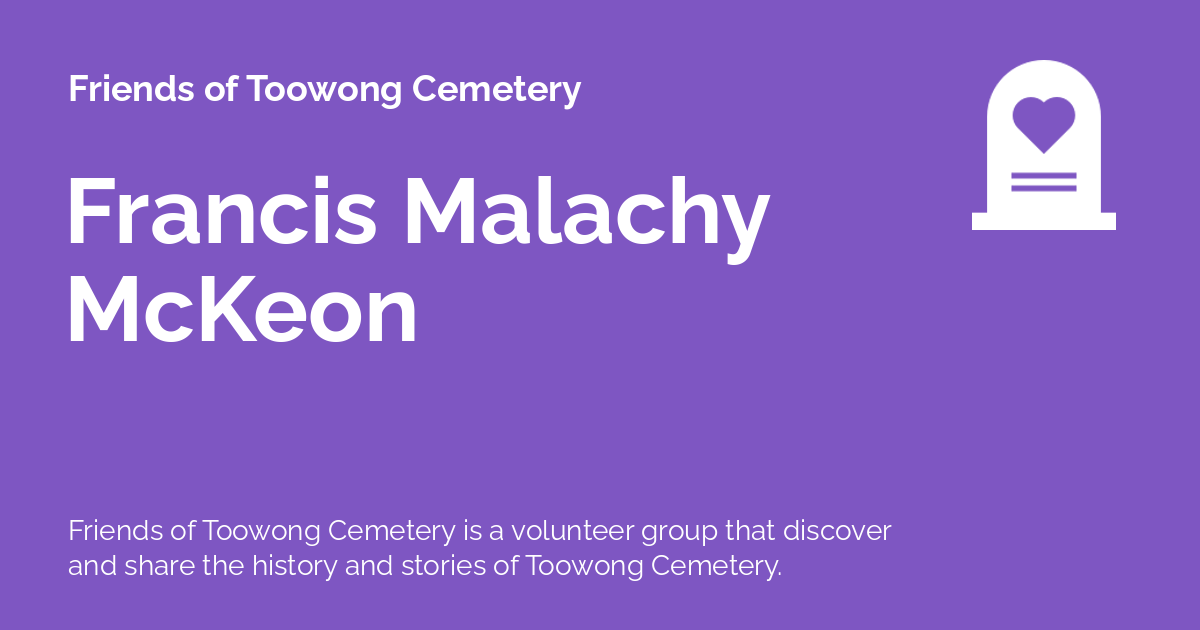 Friends of Toowong Cemetery
Francis Malachy
McKeon
Friends of Toowong Cemetery is a volunteer group that discover
and share the history and stories of Toowong Cemetery.